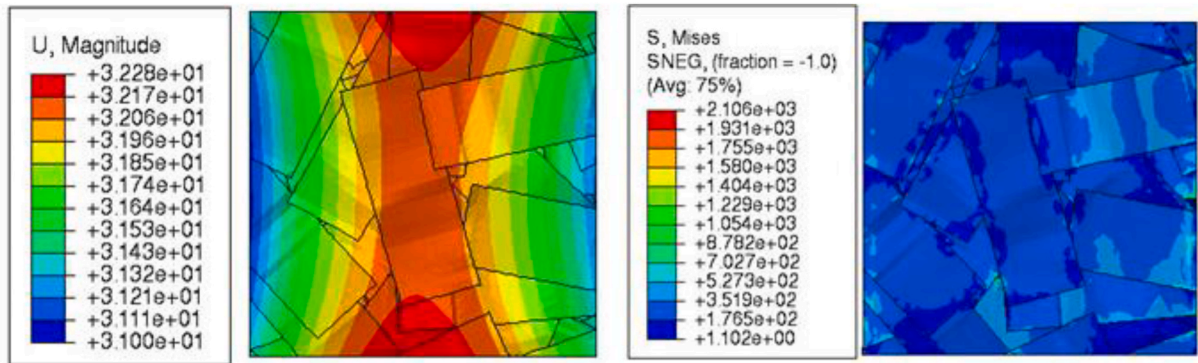 U, Magnitude
+3.228e+01
+3.217e+01
+3.206e+01
+3.196e+01
+3.185e+01
+3.174e+01
+3.164e+01
+3.153e+01
+3.143e+01
+3.132e+01
+3.121e+01
+3.111e+01
+3.100e+01
S, Mises
SNEG, (fraction = -1.0)
(Avg: 75%)
+2.106e+03
+1.931e+03
+1.755e+03
+1.580e+03
+1.404e+03
+1.229e+03
+1.054e+03
+8.782e+02
+7.027e+02
+5.273e+02
+3.519e+02
+1.765e+02
+1.102e+00